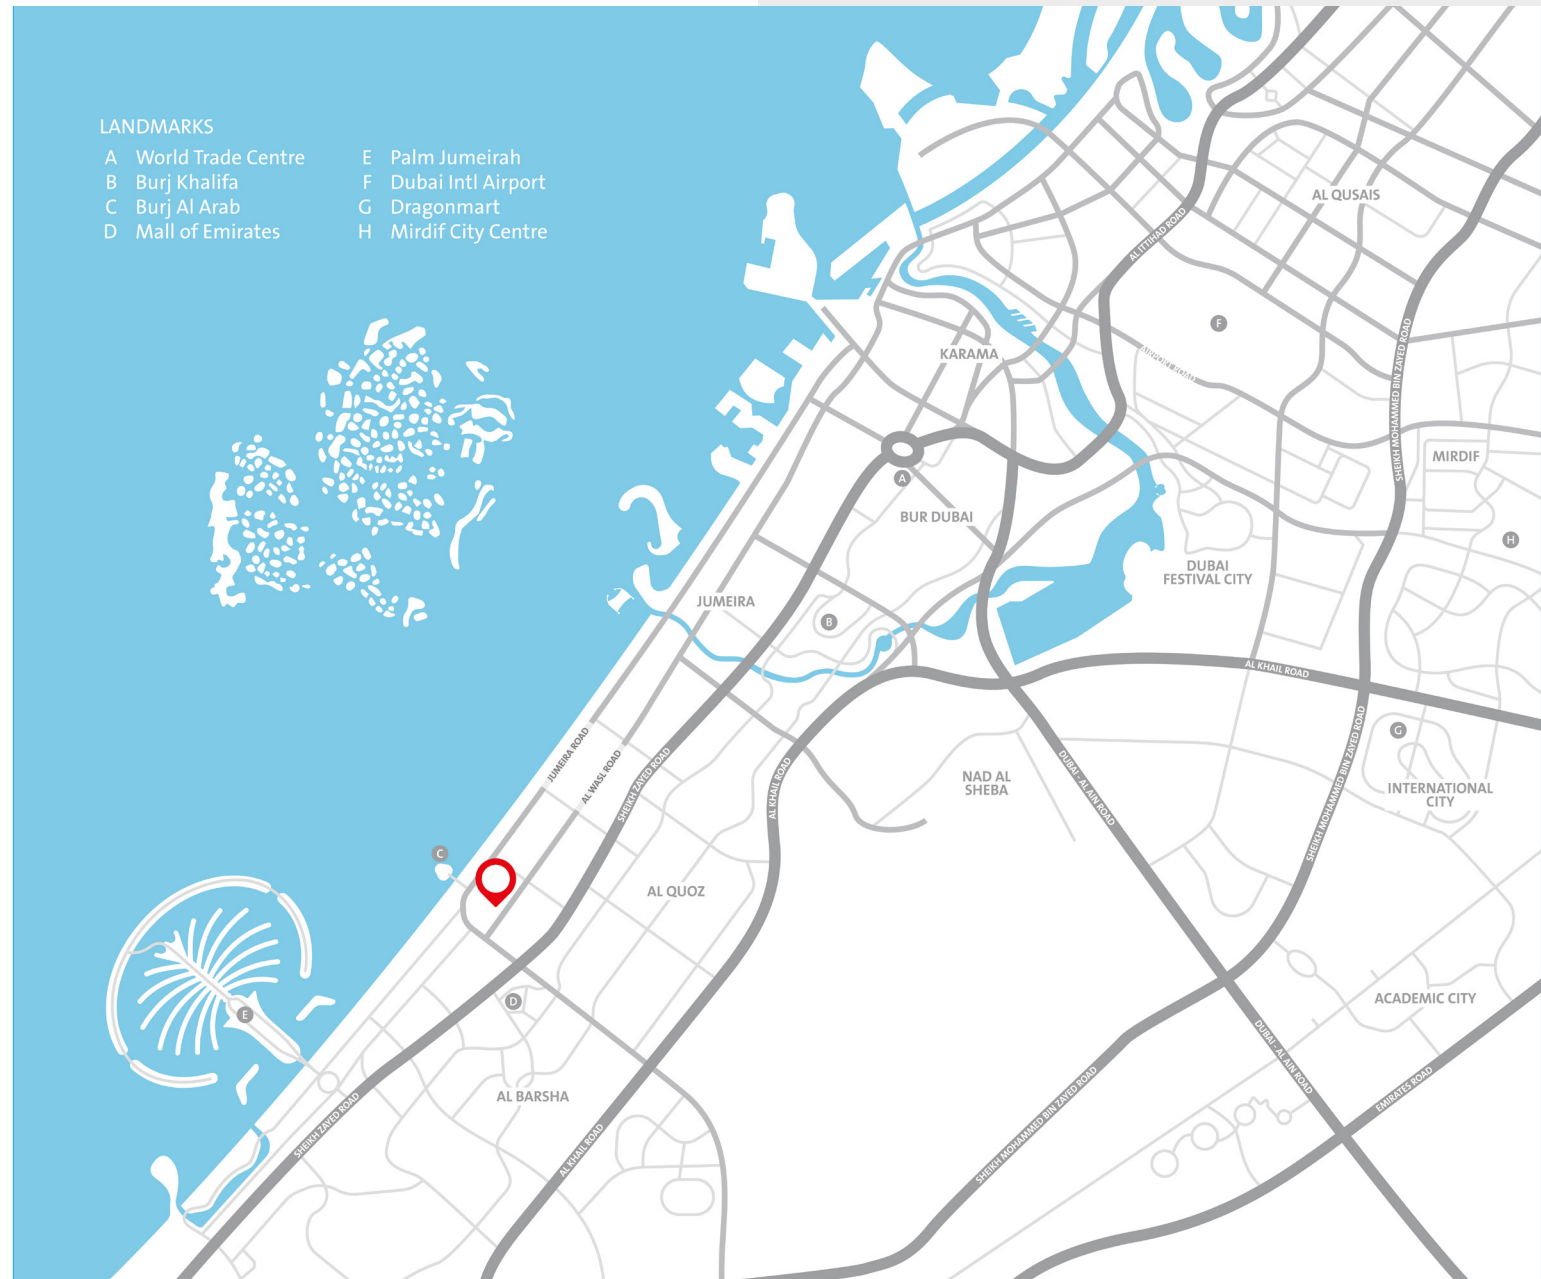 LANDMARKS
A World Trade Centre
B Burj Khalifa
C Burj Al Arab
D Mall of Emirates
E Palm Jumeirah
F Dubai Intl Airport
G Dragonmart
H Mirdif City Centre
AL QUSAIS
AL ITTIHAD ROAD
F
KARAMA
AIRPORT ROAD
SHEIKH MOHAMMED BIN ZAYED ROAD
MIRDIF
A
BUR DUBAI
H
DUBAI
FESTIVAL CITY
JUMEIRA
B
AL KHAIL ROAD
G
JUMEIRA ROAD
AL WASL ROAD
SHEIKH ZAYED ROAD
AL KHAIL ROAD
NAD AL
SHEBA
DUBAI - AL AIN ROAD
SHEIKH MOHAMMED BIN ZAYED ROAD
INTERNATIONAL
CITY
C
AL QUOZ
D
E
ACADEMIC CITY
DUBAI - AL AIN ROAD
AL BARSHA
SHEIKH ZAYED ROAD
AL KHAIL ROAD
SHEIKH MOHAMMED BIN ZAYED ROAD
EMIRATES ROAD